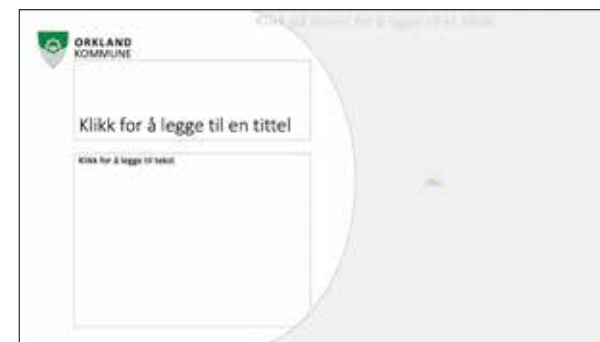 ORKLAND
KOMMUNE
Klikk for å legge til en tittel
Klikk for å legge til tekst